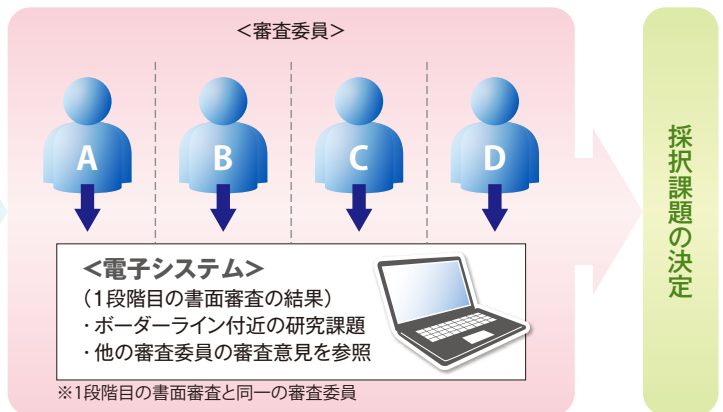 ＜審査委員＞
A
B
C
D
＜電子システム＞
（1段階目の書面審査の結果）
・ボーダーライン付近の研究課題
・他の審査委員の審査意見を参照
※1段階目の書面審査と同一の審査委員
採択課題の決定